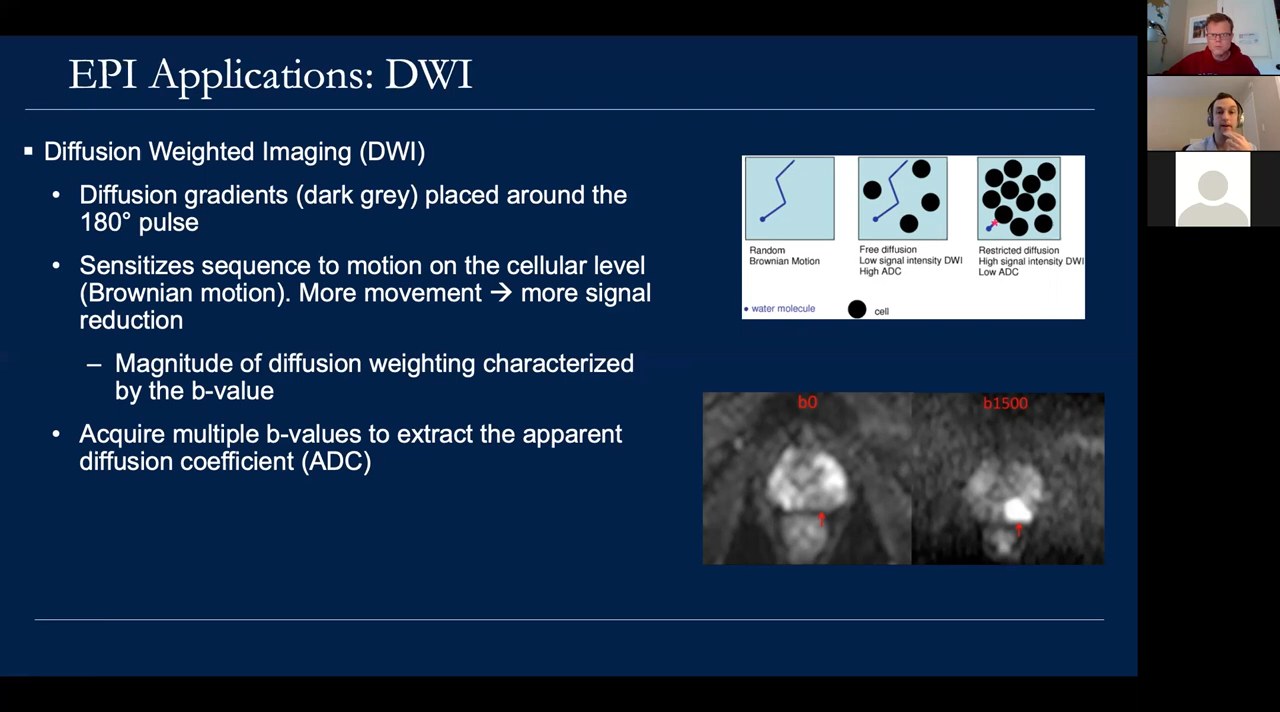 EPI Applications: DWI
▪ Diffusion Weighted Imaging (DWI)
• Diffusion gradients (dark grey) placed around the
180° pulse
• Sensitizes sequence to motion on the cellular level
(Brownian motion). More movement → more signal
reduction
– Magnitude of diffusion weighting characterized
by the b-value
• Acquire multiple b-values to extract the apparent
diffusion coefficient (ADC)
Random
Brownian Motion
Free diffusion
Low signal intensity DWI
High ADC
Restricted diffusion
High signal intensity DWI
Low ADC
• water molecule
cell
b0
b1500